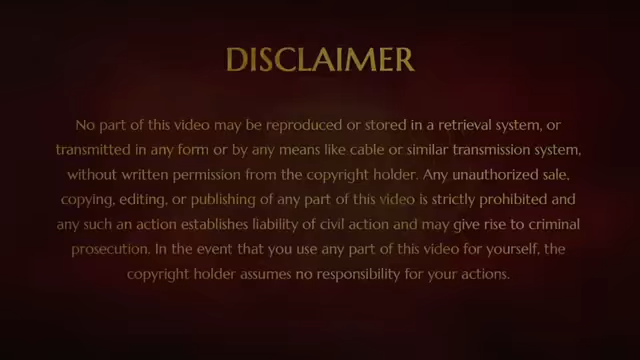 DISCLAIMER
No part of this video may be reproduced or stored in a retrieval system, or
transmitted in any form or by any means like cable or similar transmission system,
without written permission from the copyright holder. Any unauthorized sale,
copying, editing, or publishing of any part of this video is strictly prohibited and
any such an action establishes liability of civil action and may give rise to criminal
prosecution. In the event that you use any part of this video for yourself, the
copyright holder assumes no responsibility for your actions.